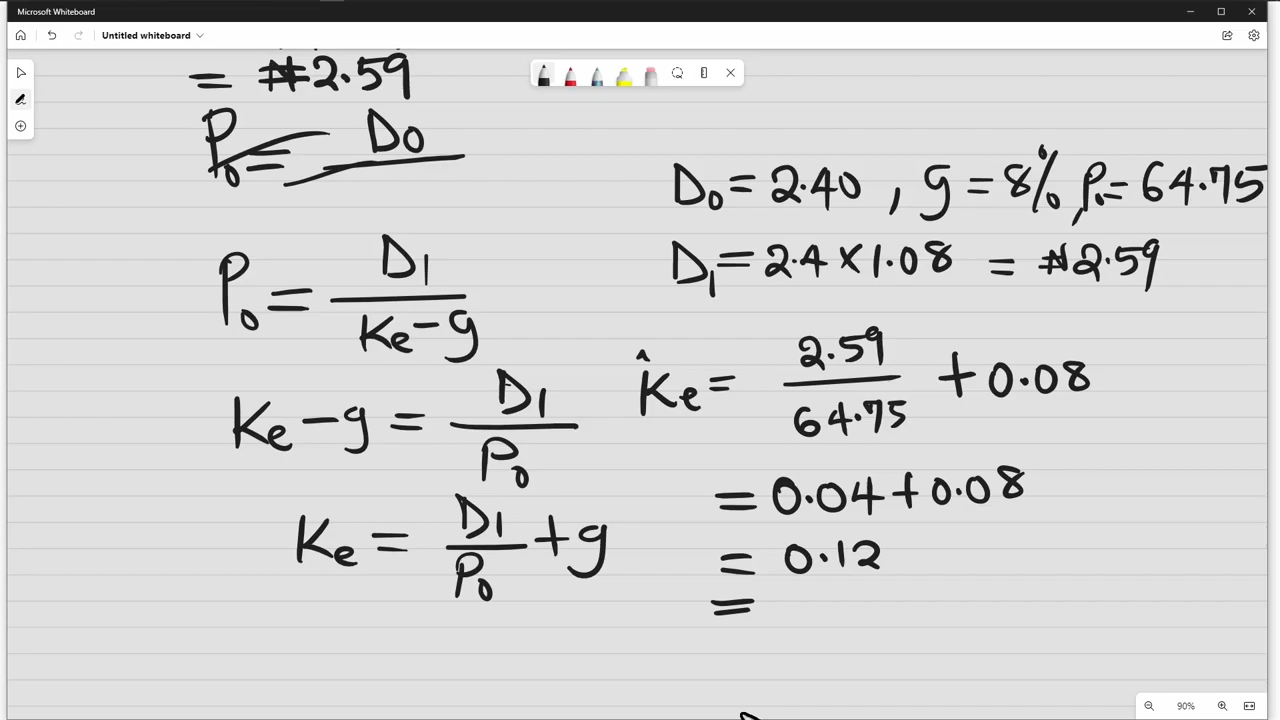 Microsoft Whiteboard
Untitled whiteboard
= ₦2.59
P₀ = D₀
P₀ = D₁ / Ke - g
Ke - g = D₁ / P₀
Ke = D₁ / P₀ + g
D₀ = 2.40 , g = 8% , P₀ = 64.75
D₁ = 2.4 × 1.08 = ₦2.59
K̂e = 2.59 / 64.75 + 0.08
= 0.04 + 0.08
= 0.12
=
90%